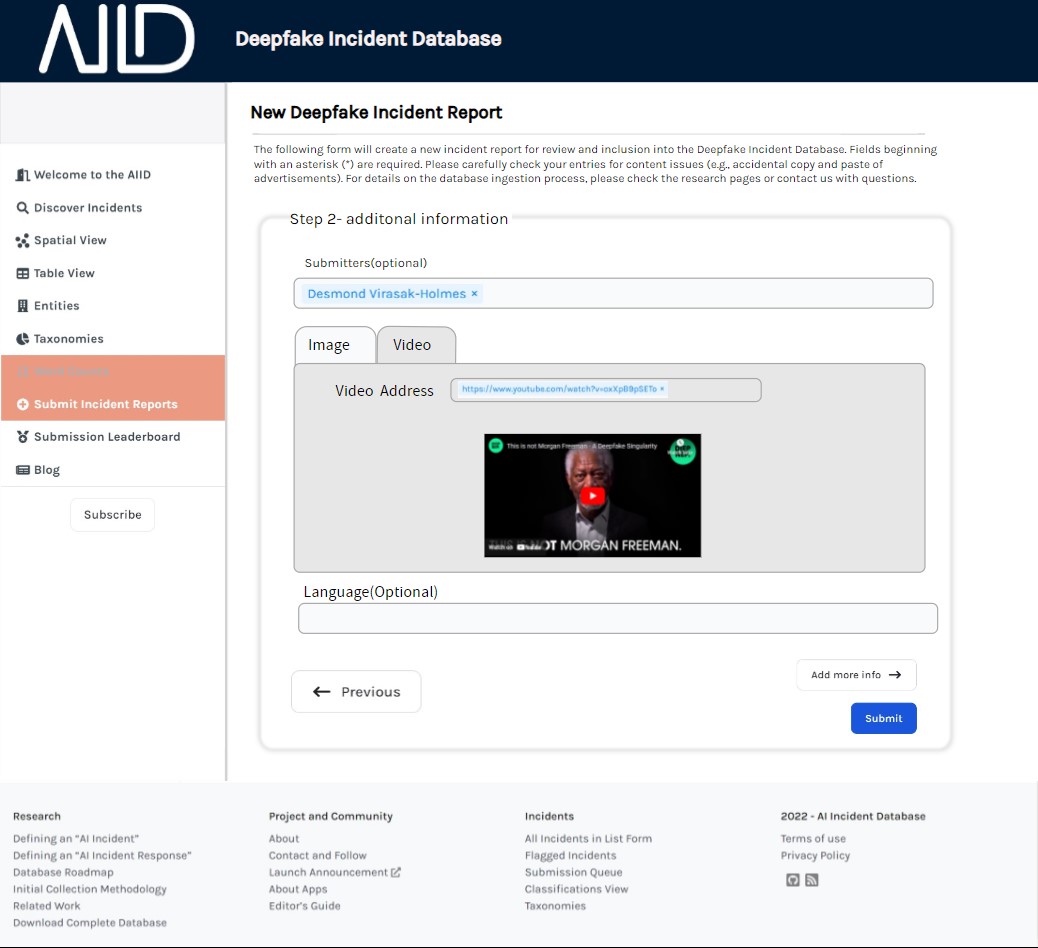 AIID
Deepfake Incident Database
New Deepfake Incident Report
The following form will create a new incident report for review and inclusion into the Deepfake Incident Database. Fields beginning
with an asterisk (*) are required. Please carefully check your entries for content issues (e.g., accidental copy and paste of
advertisements). For details on the database ingestion process, please check the research pages or contact us with questions.
Welcome to the AIID
Discover Incidents
Spatial View
Table View
Entities
Taxonomies
Submit Incident Reports
Submission Leaderboard
Blog
Subscribe
Step 2- additonal information
Submitters(optional)
Desmond Virasak-Holmes ×
Image
Video
Video Address
https://www.youtube.com/watch?v=oxXpB9pSETo ×
This is not Morgan Freeman - A Deepfake Singularity
Watch on YouTube
THIS IS NOT MORGAN FREEMAN.
Language(Optional)
Previous
Add more info
Submit
Research
Defining an “AI Incident”
Defining an “AI Incident Response”
Database Roadmap
Initial Collection Methodology
Related Work
Download Complete Database
Project and Community
About
Contact and Follow
Launch Announcement
About Apps
Editor’s Guide
Incidents
All Incidents in List Form
Flagged Incidents
Submission Queue
Classifications View
Taxonomies
2022 - AI Incident Database
Terms of use
Privacy Policy